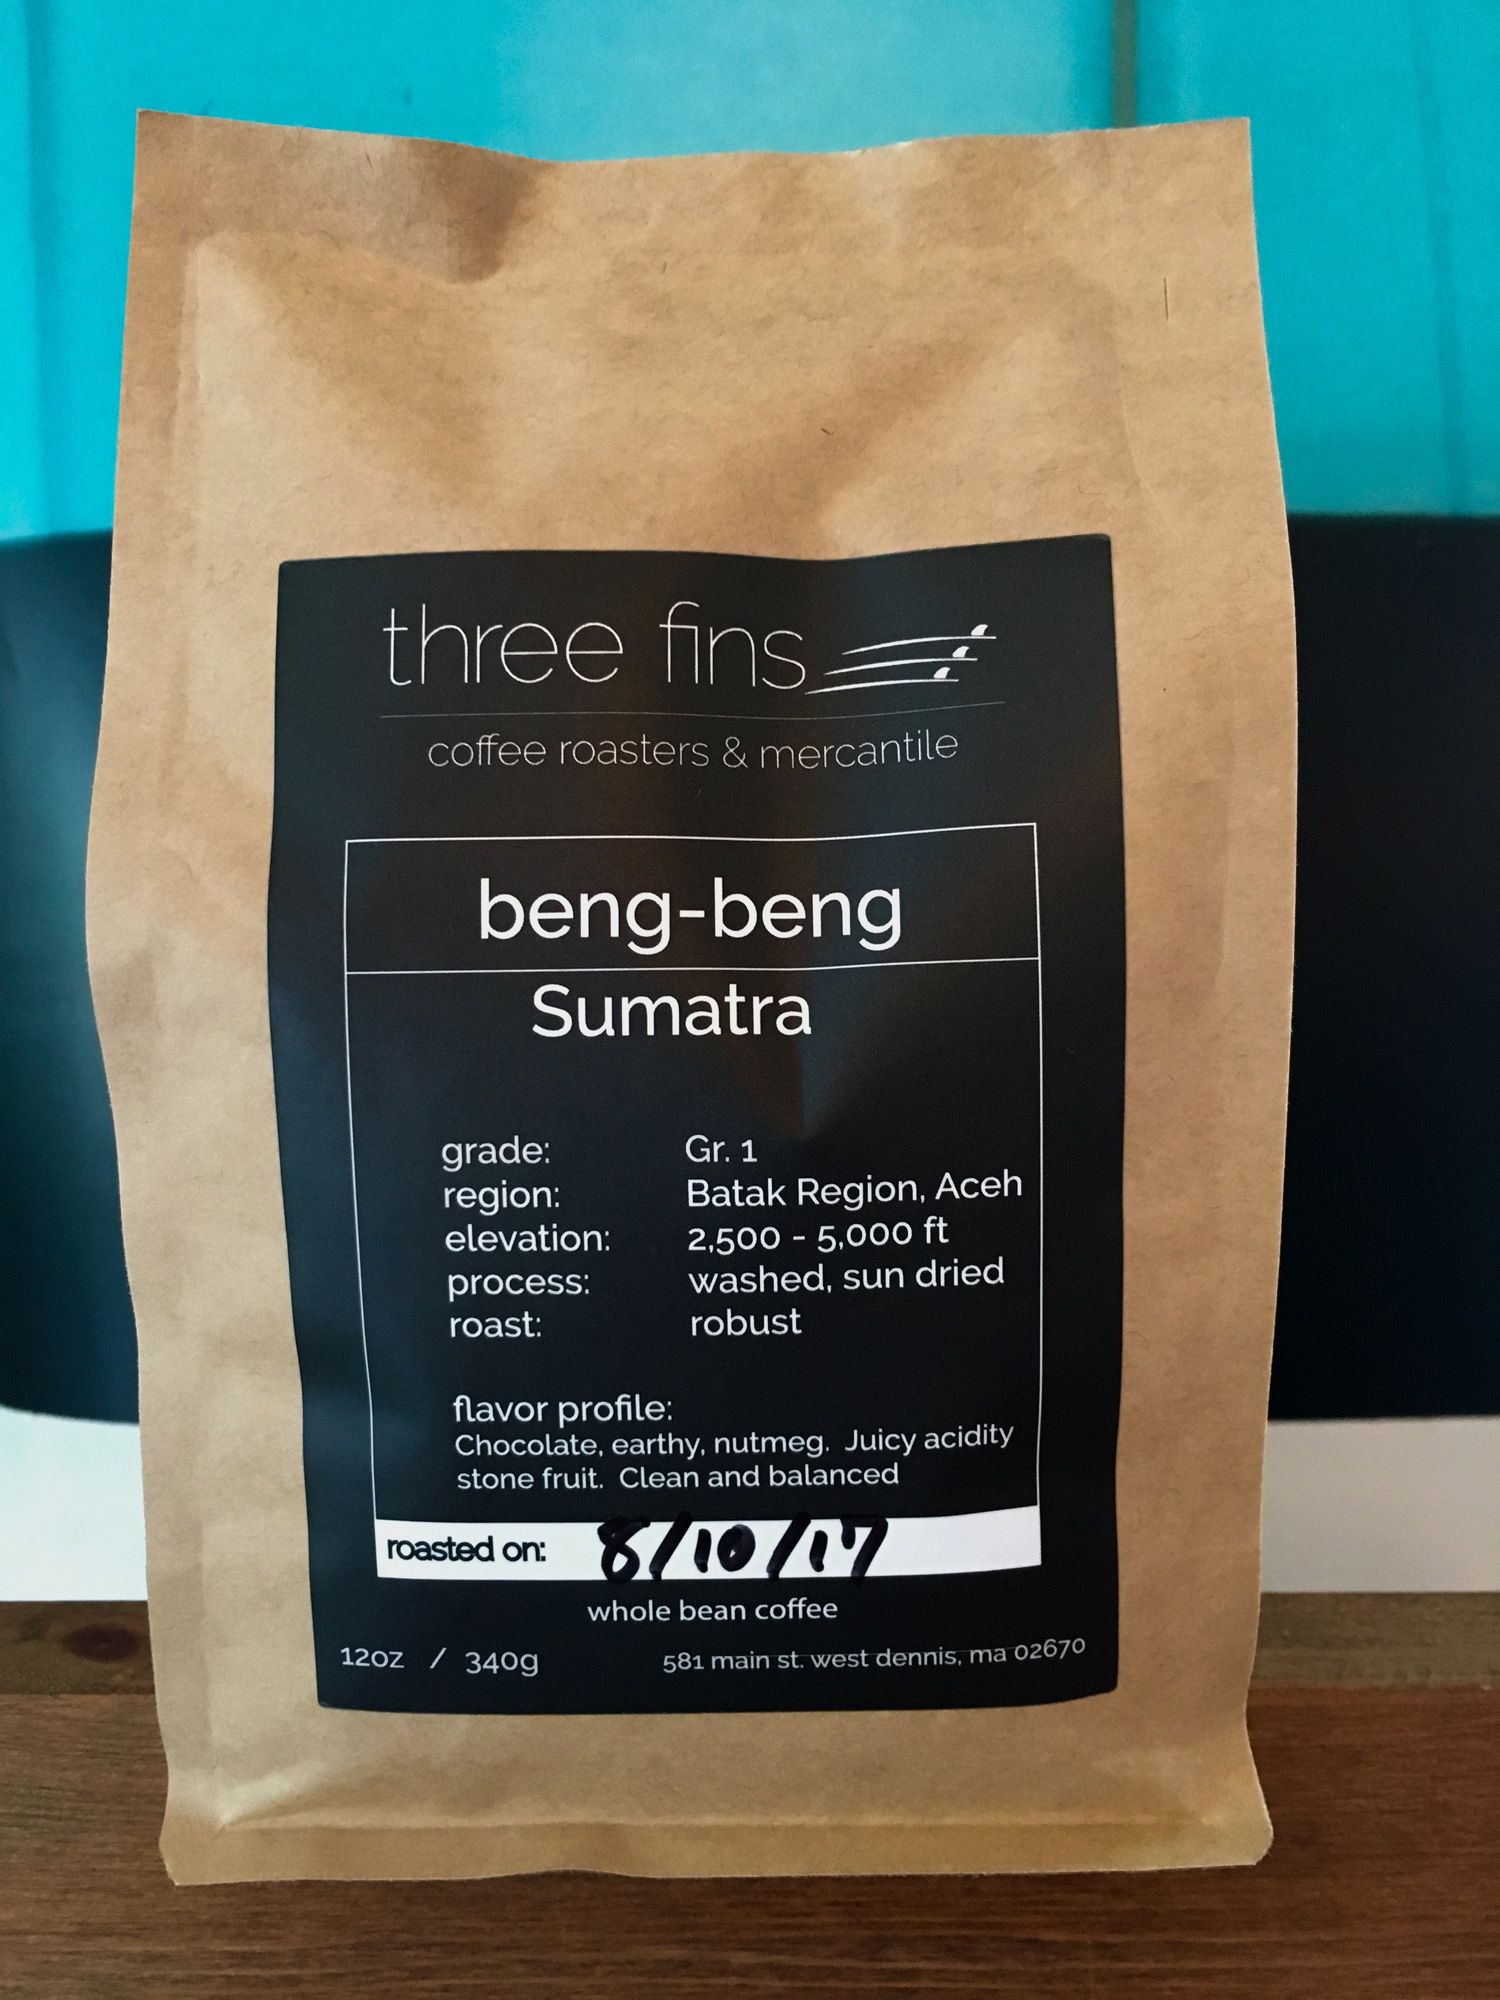 three fins
coffee roasters & mercantile
beng-beng
Sumatra
grade: Gr. 1
region: Batak Region, Aceh
elevation: 2,500 - 5,000 ft
process: washed, sun dried
roast: robust
flavor profile:
Chocolate, earthy, nutmeg. Juicy acidity
stone fruit. Clean and balanced
roasted on: 8/10/17
whole bean coffee
12oz / 340g 581 main st. west dennis, ma 02670